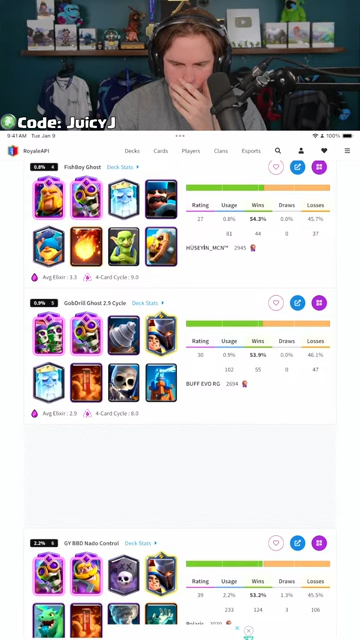 Code: JuicyJ
9:41 AM Tue Jan 9
100%
RoyaleAPI Decks Cards Players Clans Esports
0.8% 4 FishBoy Ghost Deck Stats
Rating Usage Wins Draws Losses
27 0.8% 54.3% 0.0% 45.7%
81 44 0 37
HÜSEYİN_MCN™ 2945
Avg Elixir : 3.3 4-Card Cycle : 9.0
0.9% 5 GobDrill Ghost 2.9 Cycle Deck Stats
Rating Usage Wins Draws Losses
30 0.9% 53.9% 0.0% 46.1%
102 55 0 47
BUFF EVO RG 2694
Avg Elixir : 2.9 4-Card Cycle : 8.0
2.2% 6 GY BBD Nado Control Deck Stats
Rating Usage Wins Draws Losses
39 2.2% 53.2% 1.3% 45.5%
233 124 3 106